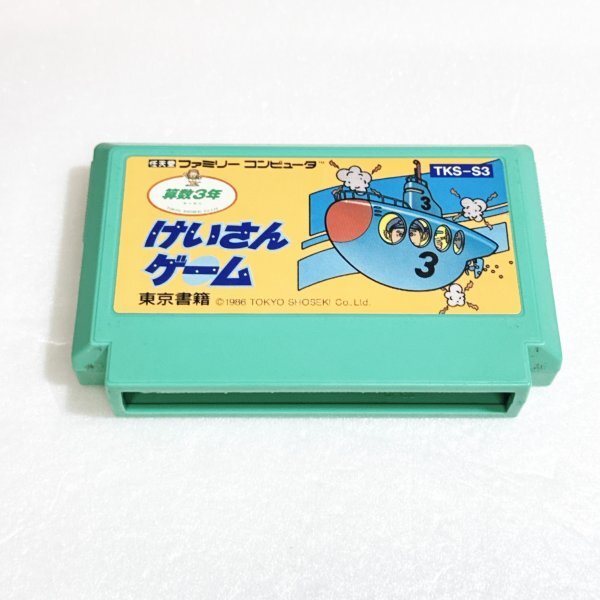 任天堂 ファミリー コンピュータ™
TKS-S3
算数3年
けいさん
ゲーム
東京書籍 ©1986 TOKYO SHOSEKI Co., Ltd.
3
3